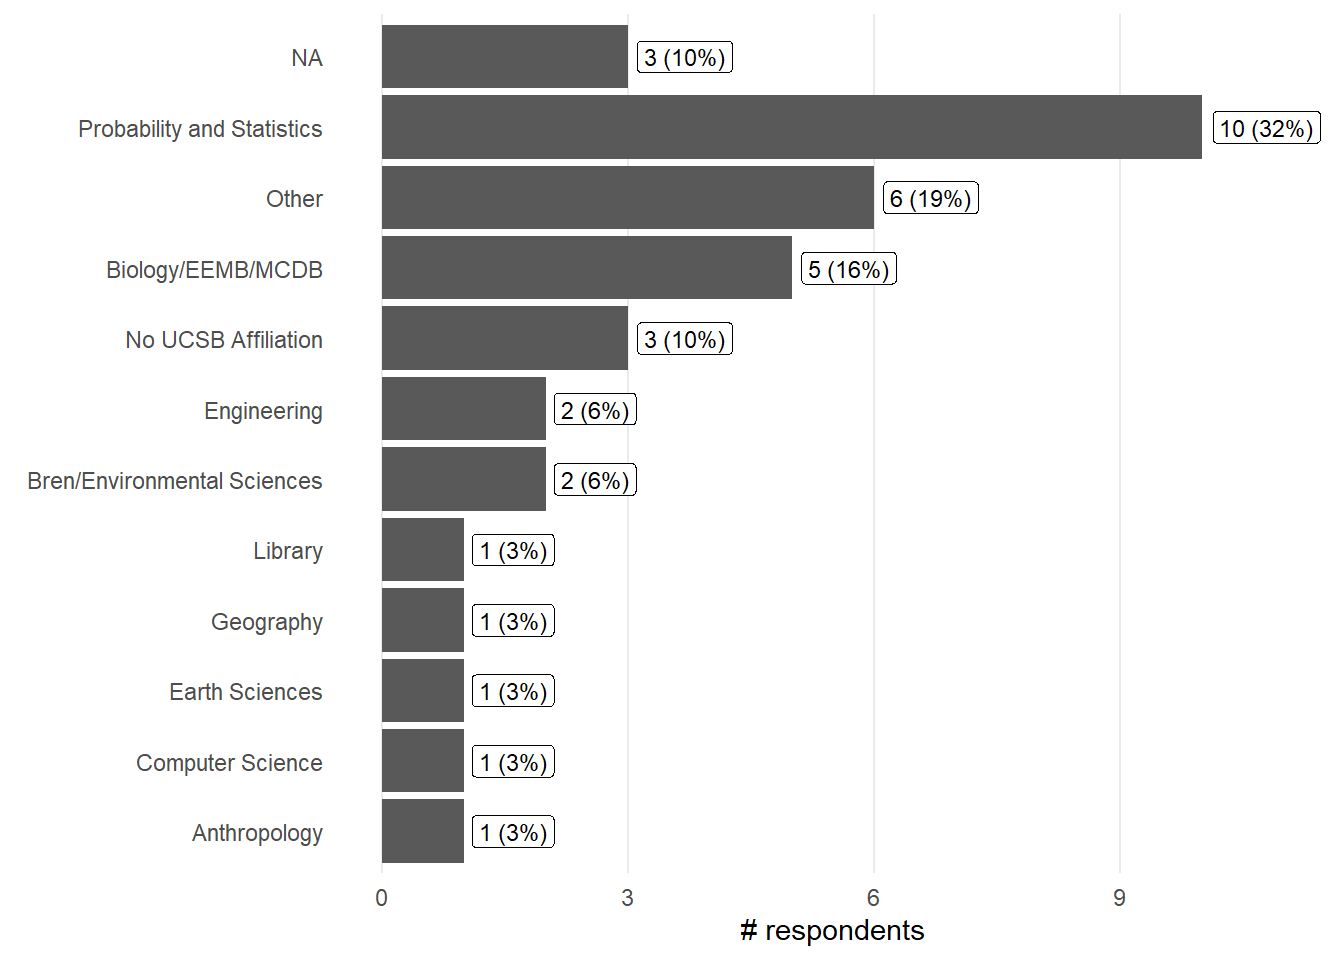 NA 3 (10%)
Probability and Statistics 10 (32%)
Other 6 (19%)
Biology/EEMB/MCDB 5 (16%)
No UCSB Affiliation 3 (10%)
Engineering 2 (6%)
Bren/Environmental Sciences 2 (6%)
Library 1 (3%)
Geography 1 (3%)
Earth Sciences 1 (3%)
Computer Science 1 (3%)
Anthropology 1 (3%)
0 3 6 9
# respondents